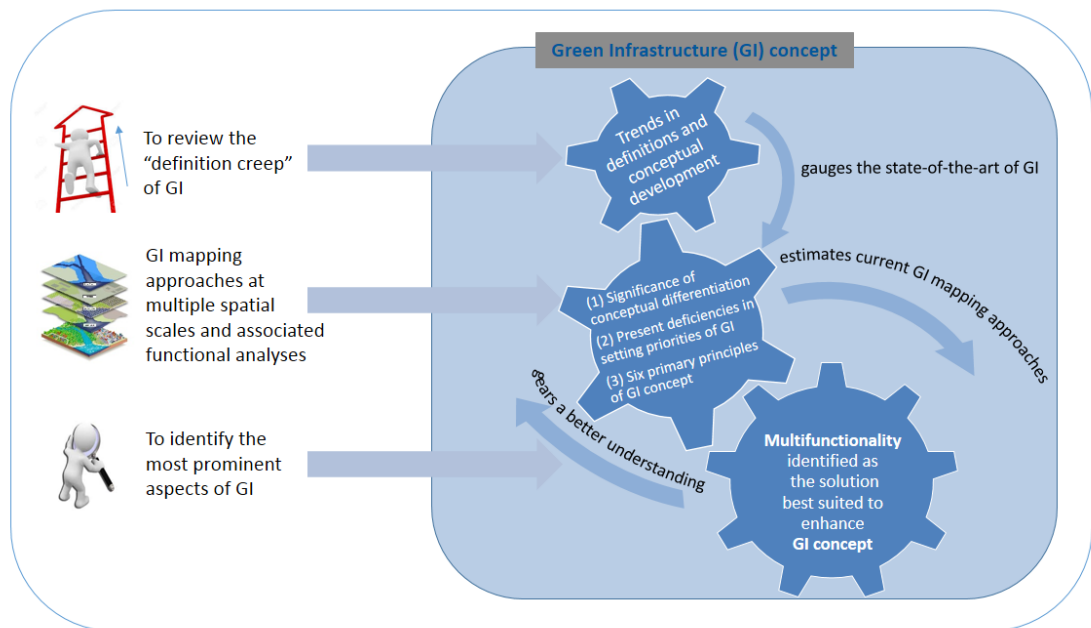 Green Infrastructure (GI) concept
To review the
“definition creep”
of GI
Trends in
definitions and
conceptual
development
gauges the state-of-the-art of GI
GI mapping
approaches at
multiple spatial
scales and associated
functional analyses
(1) Significance of
conceptual differentiation
(2) Present deficiencies in
setting priorities of GI
(3) Six primary principles
of GI concept
estimates current GI mapping approaches
gears a better understanding
To identify the
most prominent
aspects of GI
Multifunctionality
identified as
the solution
best suited to
enhance
GI concept